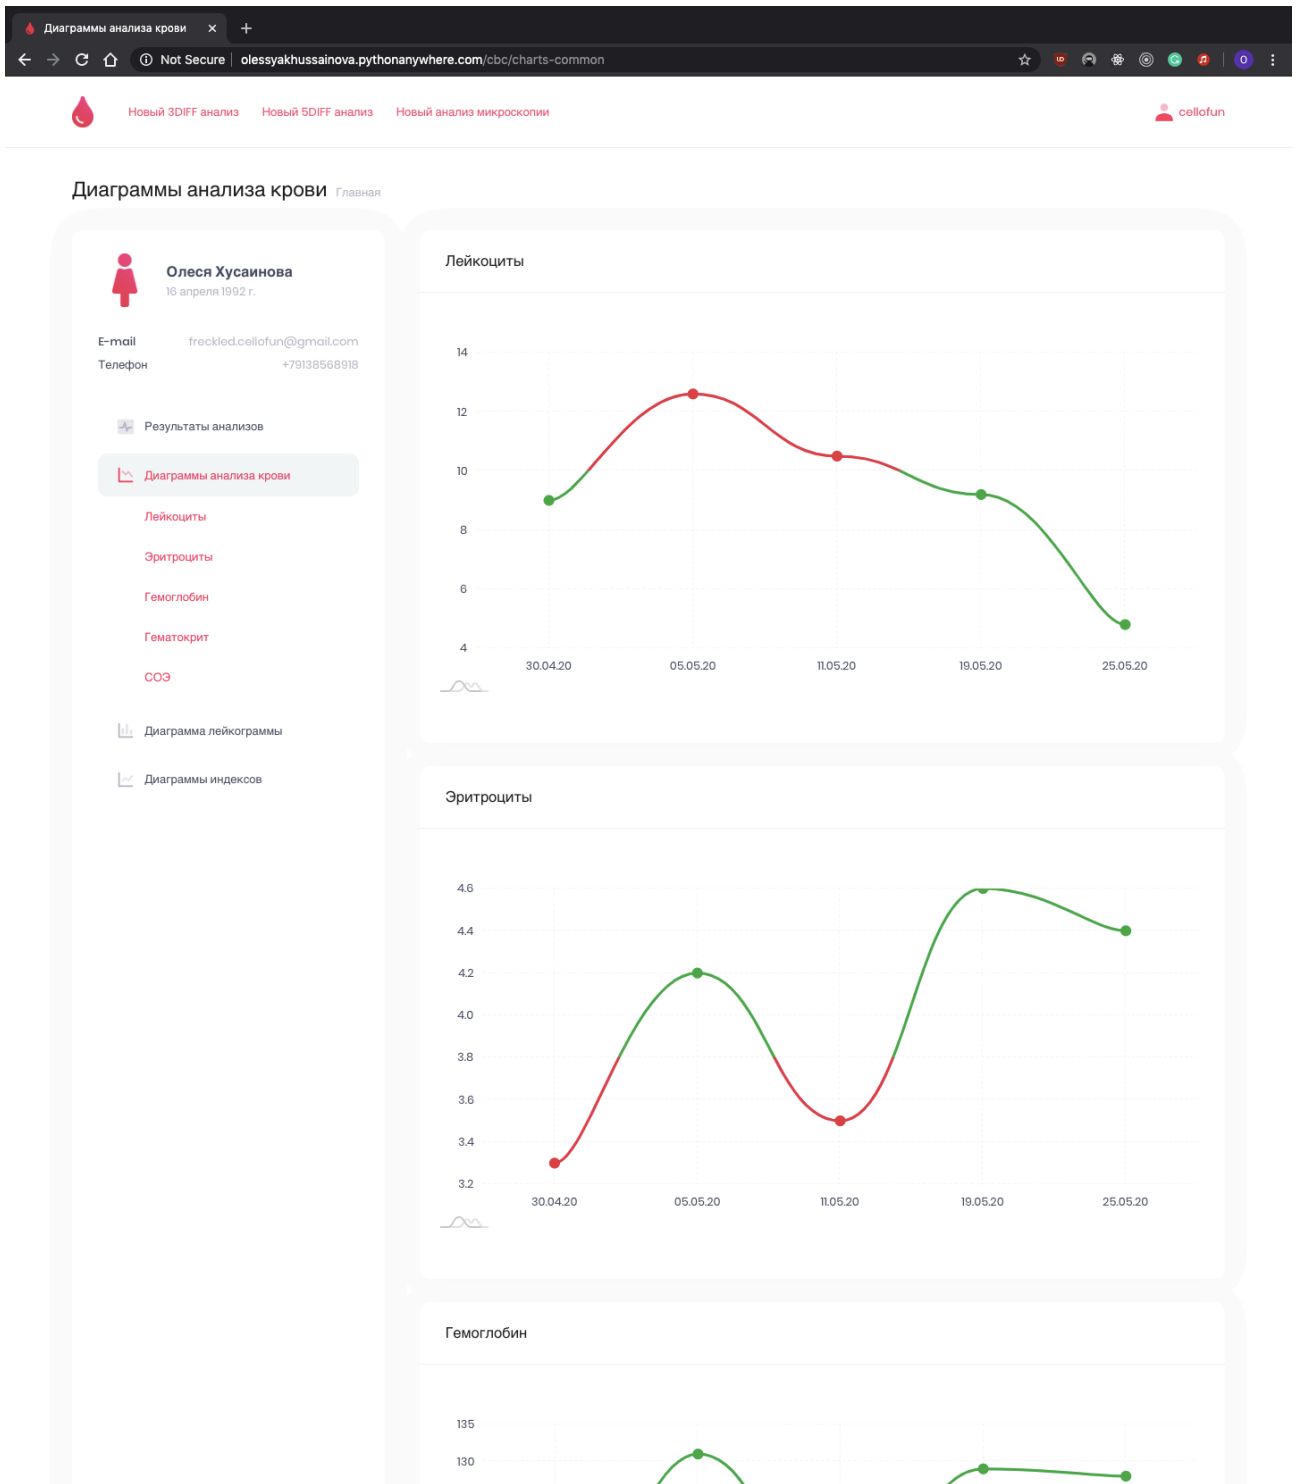 Диаграммы анализа крови
Not Secure
olessyakhussainova.pythonanywhere.com/cbc/charts-common
UD
O
Новый 3DIFF анализ
Новый 5DIFF анализ
Новый анализ микроскопии
cellofun
Диаграммы анализа крови Главная
Олеся Хусаинова
16 апреля 1992 г.
E-mail freckled.cellofun@gmail.com
Телефон +79138568918
Результаты анализов
Диаграммы анализа крови
Лейкоциты
Эритроциты
Гемоглобин
Гематокрит
СОЭ
Диаграмма лейкограммы
Диаграммы индексов
Лейкоциты
14
12
10
8
6
4
30.04.20 05.05.20 11.05.20 19.05.20 25.05.20
Эритроциты
4.6
4.4
4.2
4.0
3.8
3.6
3.4
3.2
30.04.20 05.05.20 11.05.20 19.05.20 25.05.20
Гемоглобин
135
130